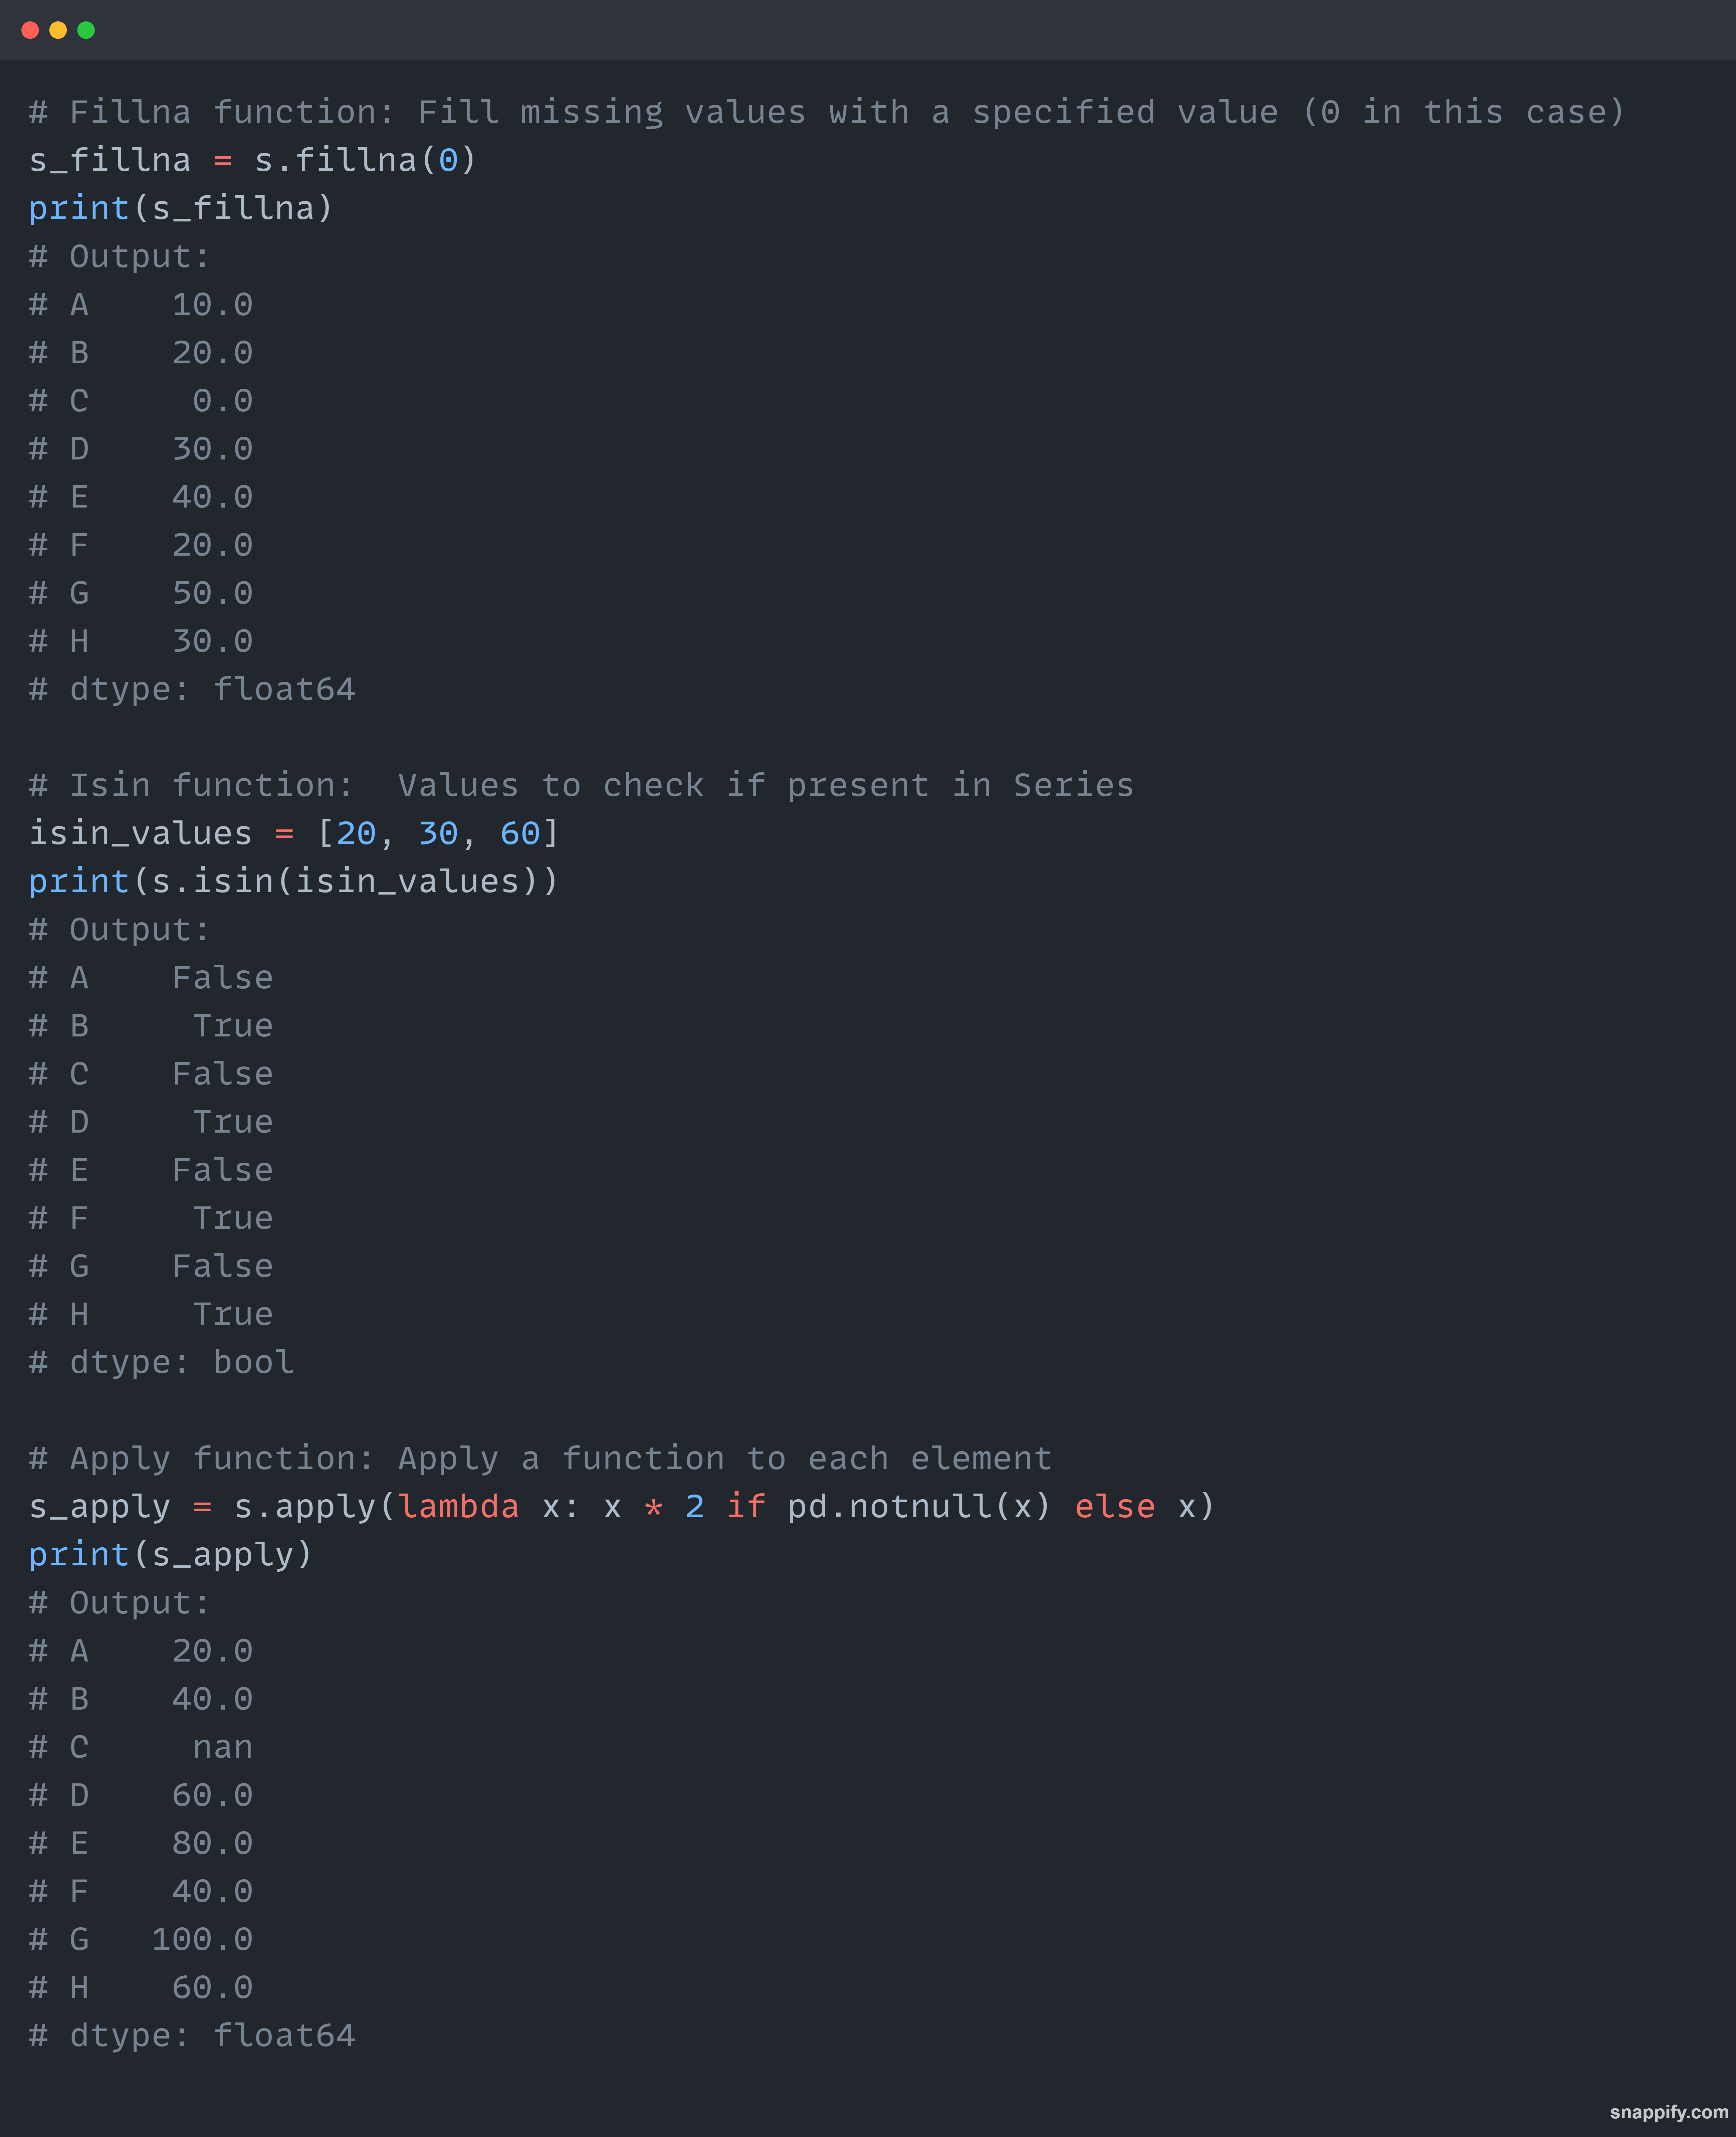 # Fillna function: Fill missing values with a specified value (0 in this case)
s_fillna = s.fillna(0)
print(s_fillna)
# Output:
# A    10.0
# B    20.0
# C     0.0
# D    30.0
# E    40.0
# F    20.0
# G    50.0
# H    30.0
# dtype: float64

# Isin function:  Values to check if present in Series
isin_values = [20, 30, 60]
print(s.isin(isin_values))
# Output:
# A    False
# B     True
# C    False
# D     True
# E    False
# F     True
# G    False
# H     True
# dtype: bool

# Apply function: Apply a function to each element
s_apply = s.apply(lambda x: x * 2 if pd.notnull(x) else x)
print(s_apply)
# Output:
# A    20.0
# B    40.0
# C     nan
# D    60.0
# E    80.0
# F    40.0
# G   100.0
# H    60.0
# dtype: float64
snappify.com